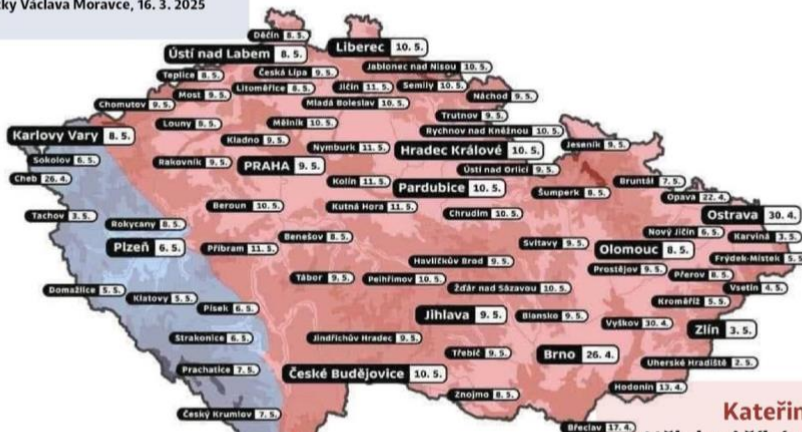 ky Václava Moravce, 16. 3. 2025
Děčín 8. 5.
Ústí nad Labem 8. 5.
Liberec 10. 5.
Jablonec nad Nisou 10. 5.
Teplice 8. 5.
Česká Lípa 9. 5.
Most 9. 5.
Litoměřice 8. 5.
Jičín 11. 5.
Semily 10. 5.
Náchod 9. 5.
Chomutov 9. 5.
Mladá Boleslav 10. 5.
Trutnov 9. 5.
Louny 8. 5.
Mělník 10. 5.
Rychnov nad Kněžnou 10. 5.
Karlovy Vary 8. 5.
Kladno 9. 5.
Nymburk 11. 5.
Hradec Králové 10. 5.
Jeseník 9. 5.
Sokolov 6. 5.
Rakovník 9. 5.
PRAHA 9. 5.
Ústí nad Orlicí 9. 5.
Cheb 26. 4.
Kolín 11. 5.
Pardubice 10. 5.
Šumperk 8. 5.
Bruntál 7. 5.
Opava 22. 4.
Tachov 3. 5.
Beroun 10. 5.
Kutná Hora 11. 5.
Chrudim 10. 5.
Ostrava 30. 4.
Rokycany 8. 5.
Benešov 8. 5.
Nový Jičín 6. 5.
Karviná 3. 5.
Plzeň 6. 5.
Příbram 11. 5.
Svitavy 9. 5.
Olomouc 8. 5.
Havlíčkův Brod 9. 5.
Frýdek-Místek 5. 5
Prostějov 9. 5.
Přerov 8. 5.
Tábor 9. 5.
Pelhřimov 10. 5.
Žďár nad Sázavou 10. 5.
Vsetín 4. 5.
Domažlice 5. 5.
Klatovy 5. 5.
Písek 6. 5.
Kroměříž 5. 5.
Jihlava 9. 5.
Blansko 9. 5.
Vyškov 30. 4.
Zlín 3. 5.
Strakonice 6. 5.
Jindřichův Hradec 9. 5.
Třebíč 9. 5.
Brno 26. 4.
Uherské Hradiště 2. 5.
Prachatice 7. 5.
České Budějovice 10. 5.
Hodonín 13. 4.
Znojmo 8. 5.
Český Krumlov 7. 5.
Kateřin
Břeclav 17. 4.